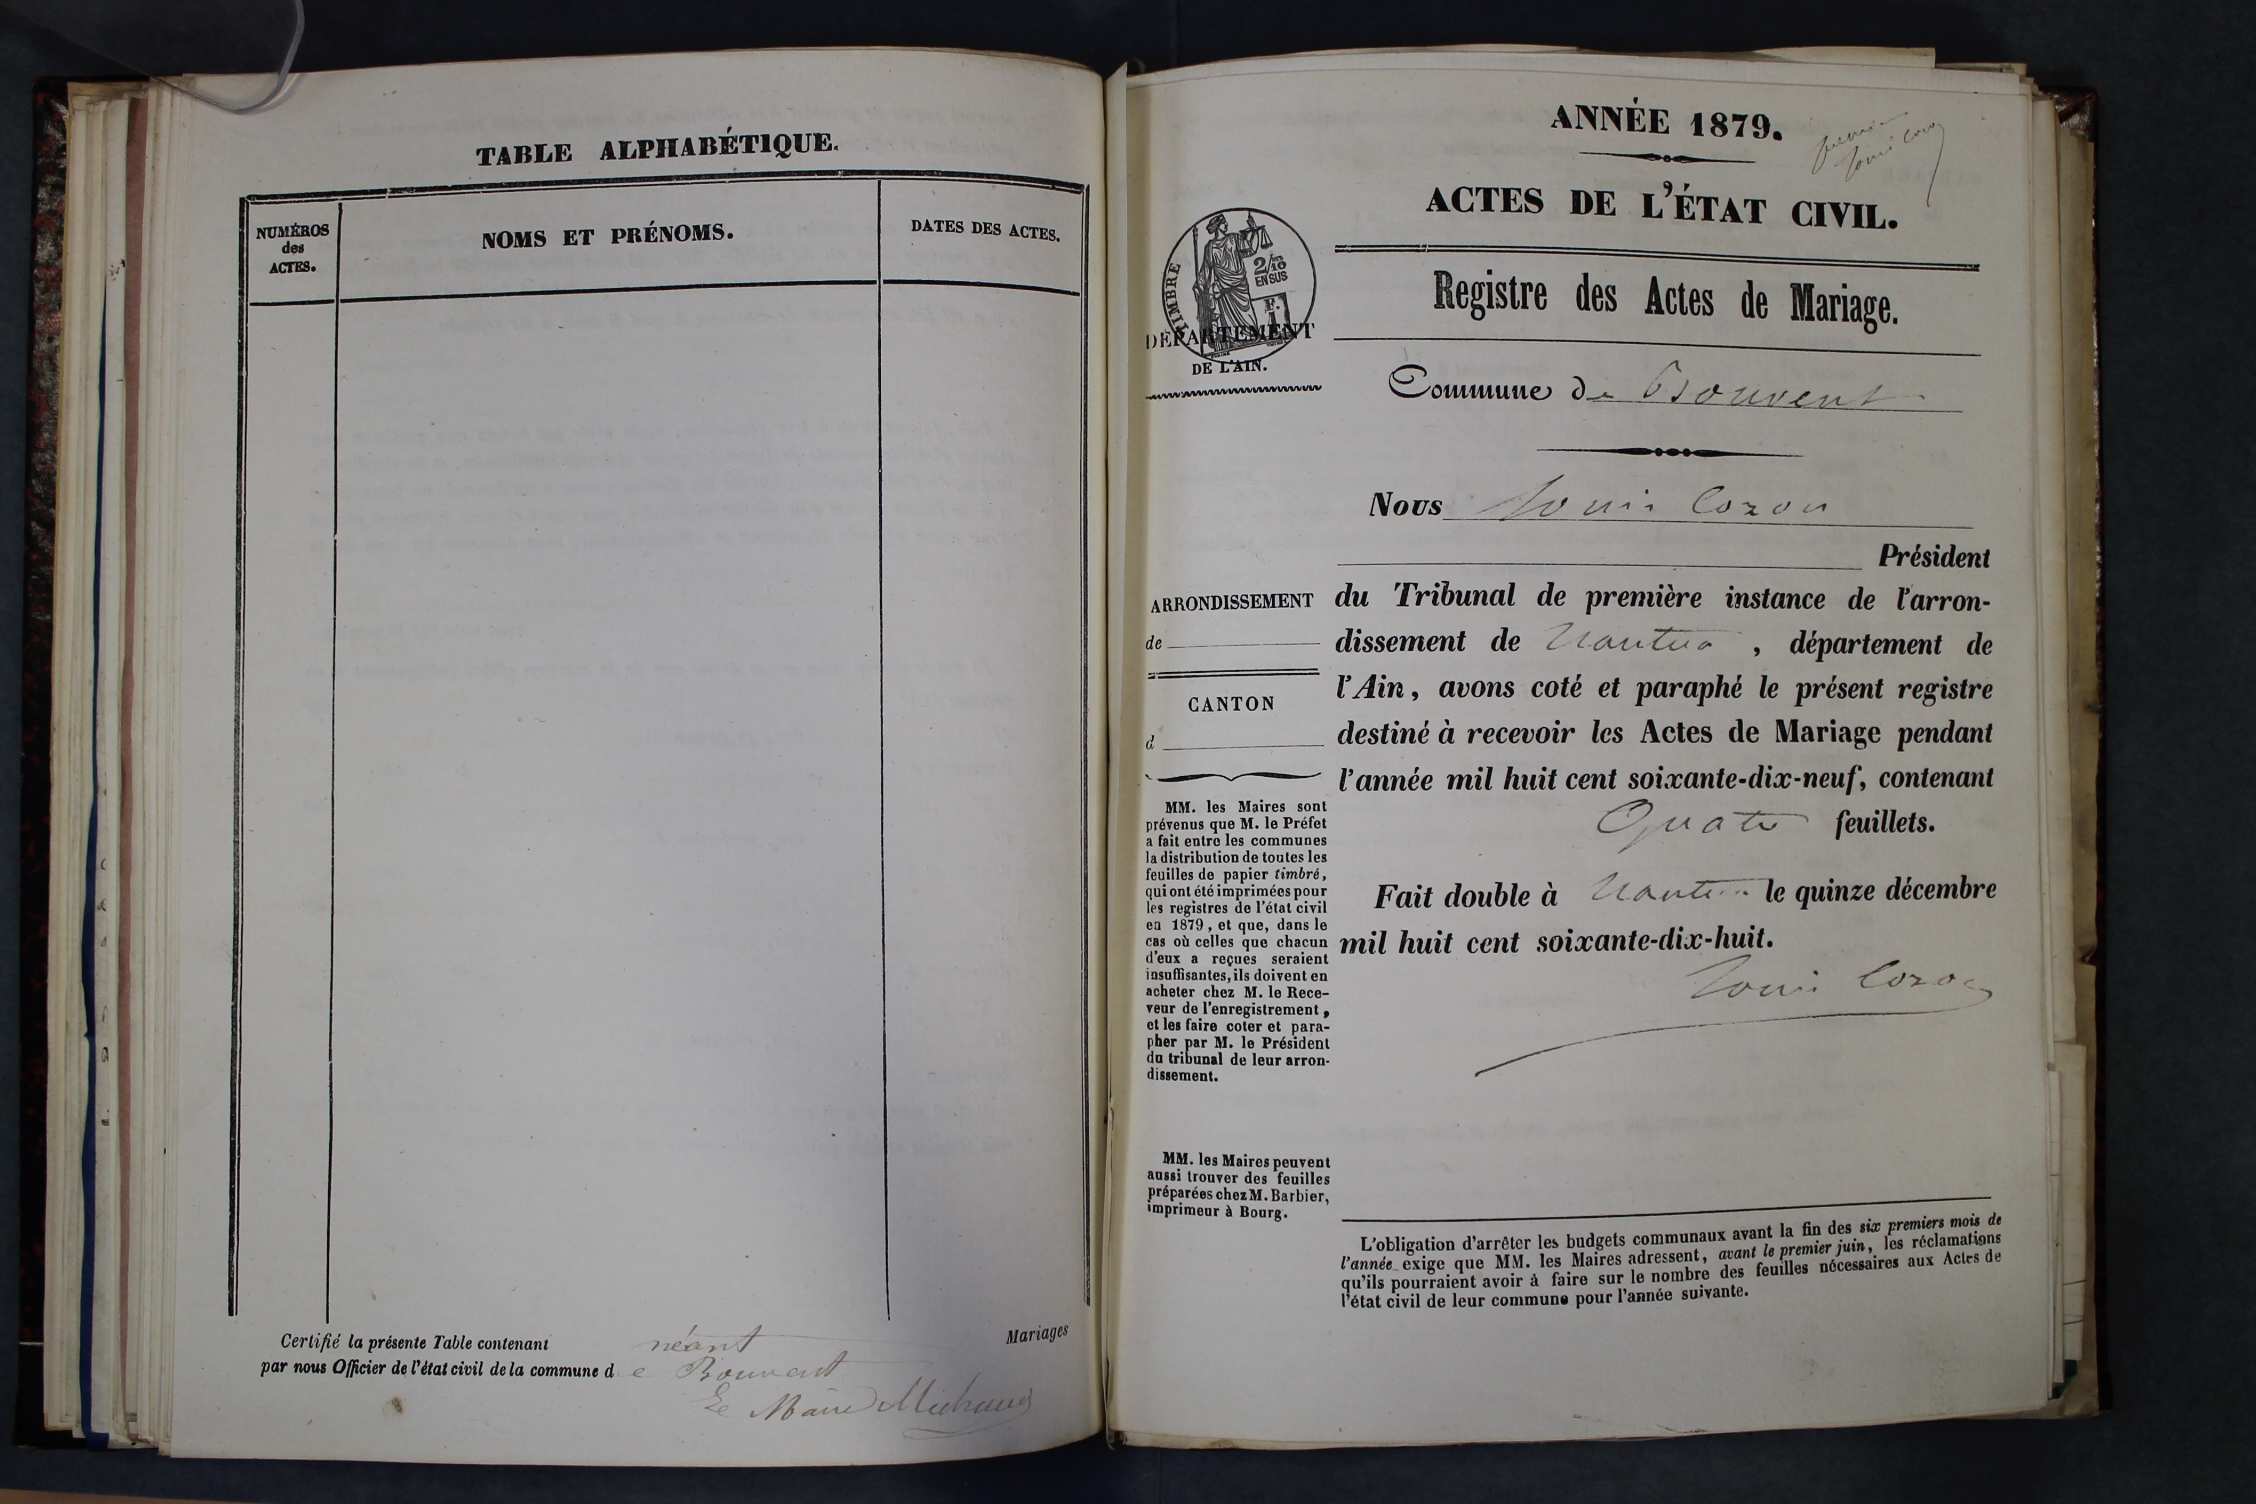 TABLE ALPHABÉTIQUE.
NUMÉROS
des
ACTES.
NOMS ET PRÉNOMS.
DATES DES ACTES.
Certifié la présente Table contenant néant Mariages
par nous Officier de l'état civil de la commune de Bouvent
Le Maire Michaud
ANNÉE 1879.
premier
Louis Cozon
ACTES DE L'ÉTAT CIVIL.
TIMBRE
2/10
EN SUS
F.
1
DÉPARTEMENT
DE L'AIN.
Registre des Actes de Mariage.
Commune de Bouvent
Nous Louis Cozon
Président
du Tribunal de première instance de l'arron-
dissement de Nantua, département de
l'Ain, avons coté et paraphé le présent registre
destiné à recevoir les Actes de Mariage pendant
l'année mil huit cent soixante-dix-neuf, contenant
Quatre feuillets.
Fait double à Nantua le quinze décembre
mil huit cent soixante-dix-huit.
Louis Cozon
ARRONDISSEMENT
de
CANTON
d
MM. les Maires sont
prévenus que M. le Préfet
a fait entre les communes
la distribution de toutes les
feuilles de papier timbré,
qui ont été imprimées pour
les registres de l'état civil
en 1879, et que, dans le
cas où celles que chacun
d'eux a reçues seraient
insuffisantes, ils doivent en
acheter chez M. le Rece-
veur de l'enregistrement,
et les faire coter et para-
pher par M. le Président
du tribunal de leur arron-
dissement.
MM. les Maires peuvent
aussi trouver des feuilles
préparées chez M. Barbier,
imprimeur à Bourg.
L'obligation d'arrêter les budgets communaux avant la fin des six premiers mois de
l'année exige que MM. les Maires adressent, avant le premier juin, les réclamations
qu'ils pourraient avoir à faire sur le nombre des feuilles nécessaires aux Actes de
l'état civil de leur commune pour l'année suivante.